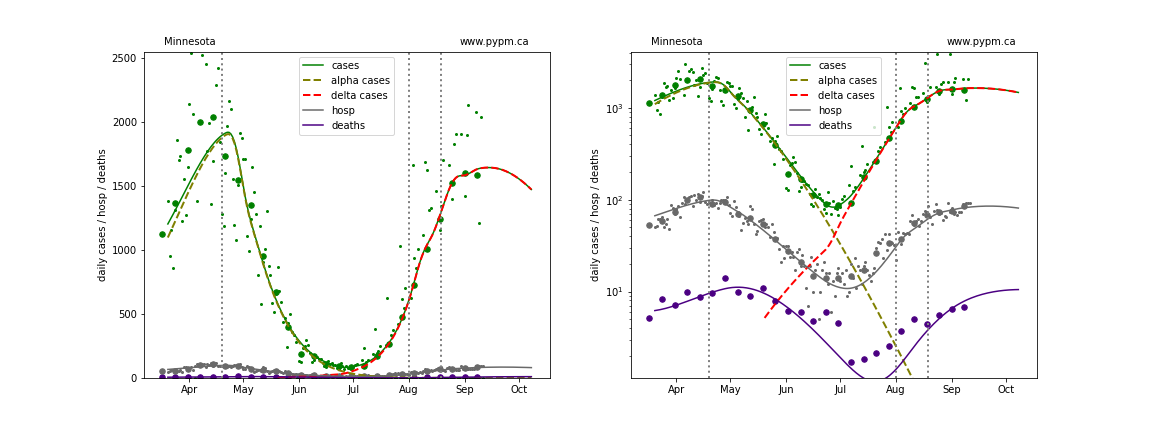 Minnesota www.pypm.ca
2500
2000
1500
1000
500
0
daily cases / hosp / deaths
cases
alpha cases
delta cases
hosp
deaths
Apr May Jun Jul Aug Sep Oct
Minnesota www.pypm.ca
10³
10²
10¹
daily cases / hosp / deaths
cases
alpha cases
delta cases
hosp
deaths
Apr May Jun Jul Aug Sep Oct